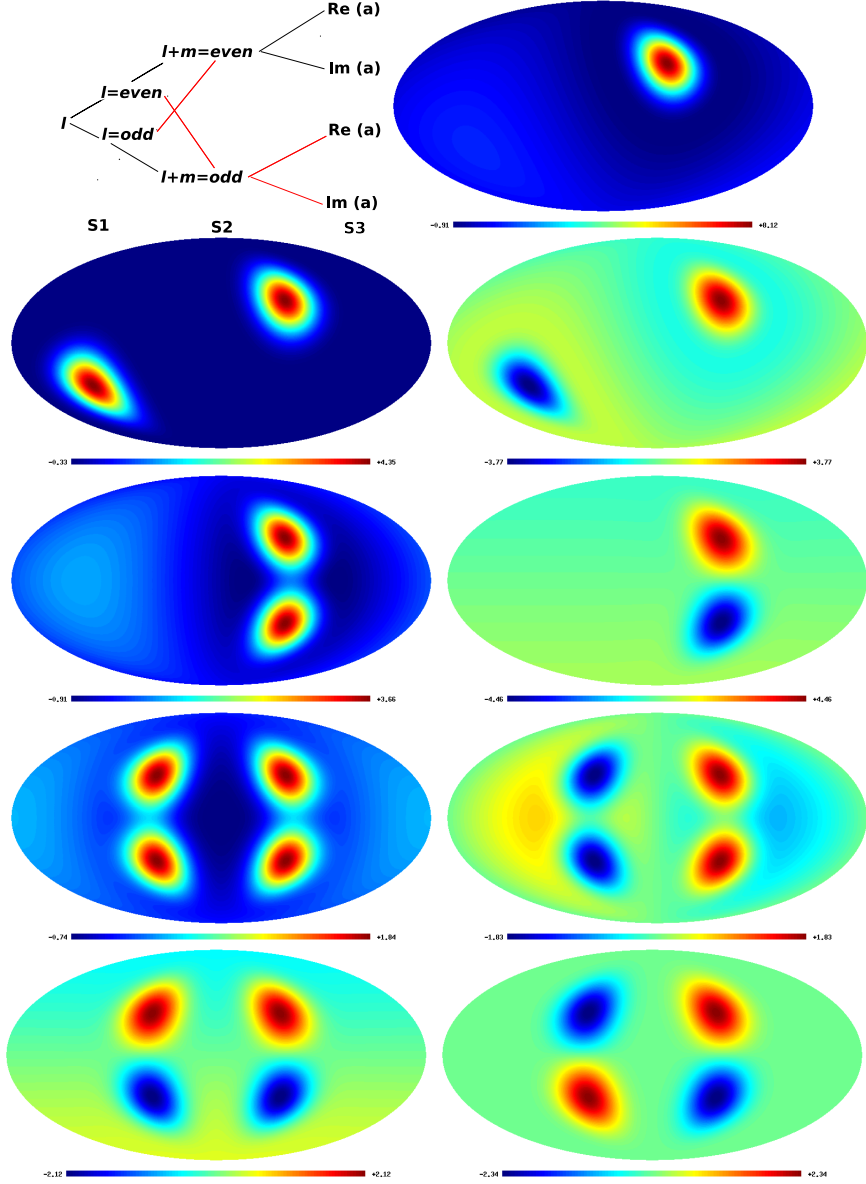 Re (a)
l+m=even
Im (a)
l=even
l
l=odd
Re (a)
l+m=odd
Im (a)
S1 S2 S3
-0.91 +8.12
-0.33 +4.35
-3.77 +3.77
-0.91 +3.66
-4.46 +4.46
-0.74 +1.84
-1.83 +1.83
-2.12 +2.12
-2.34 +2.34